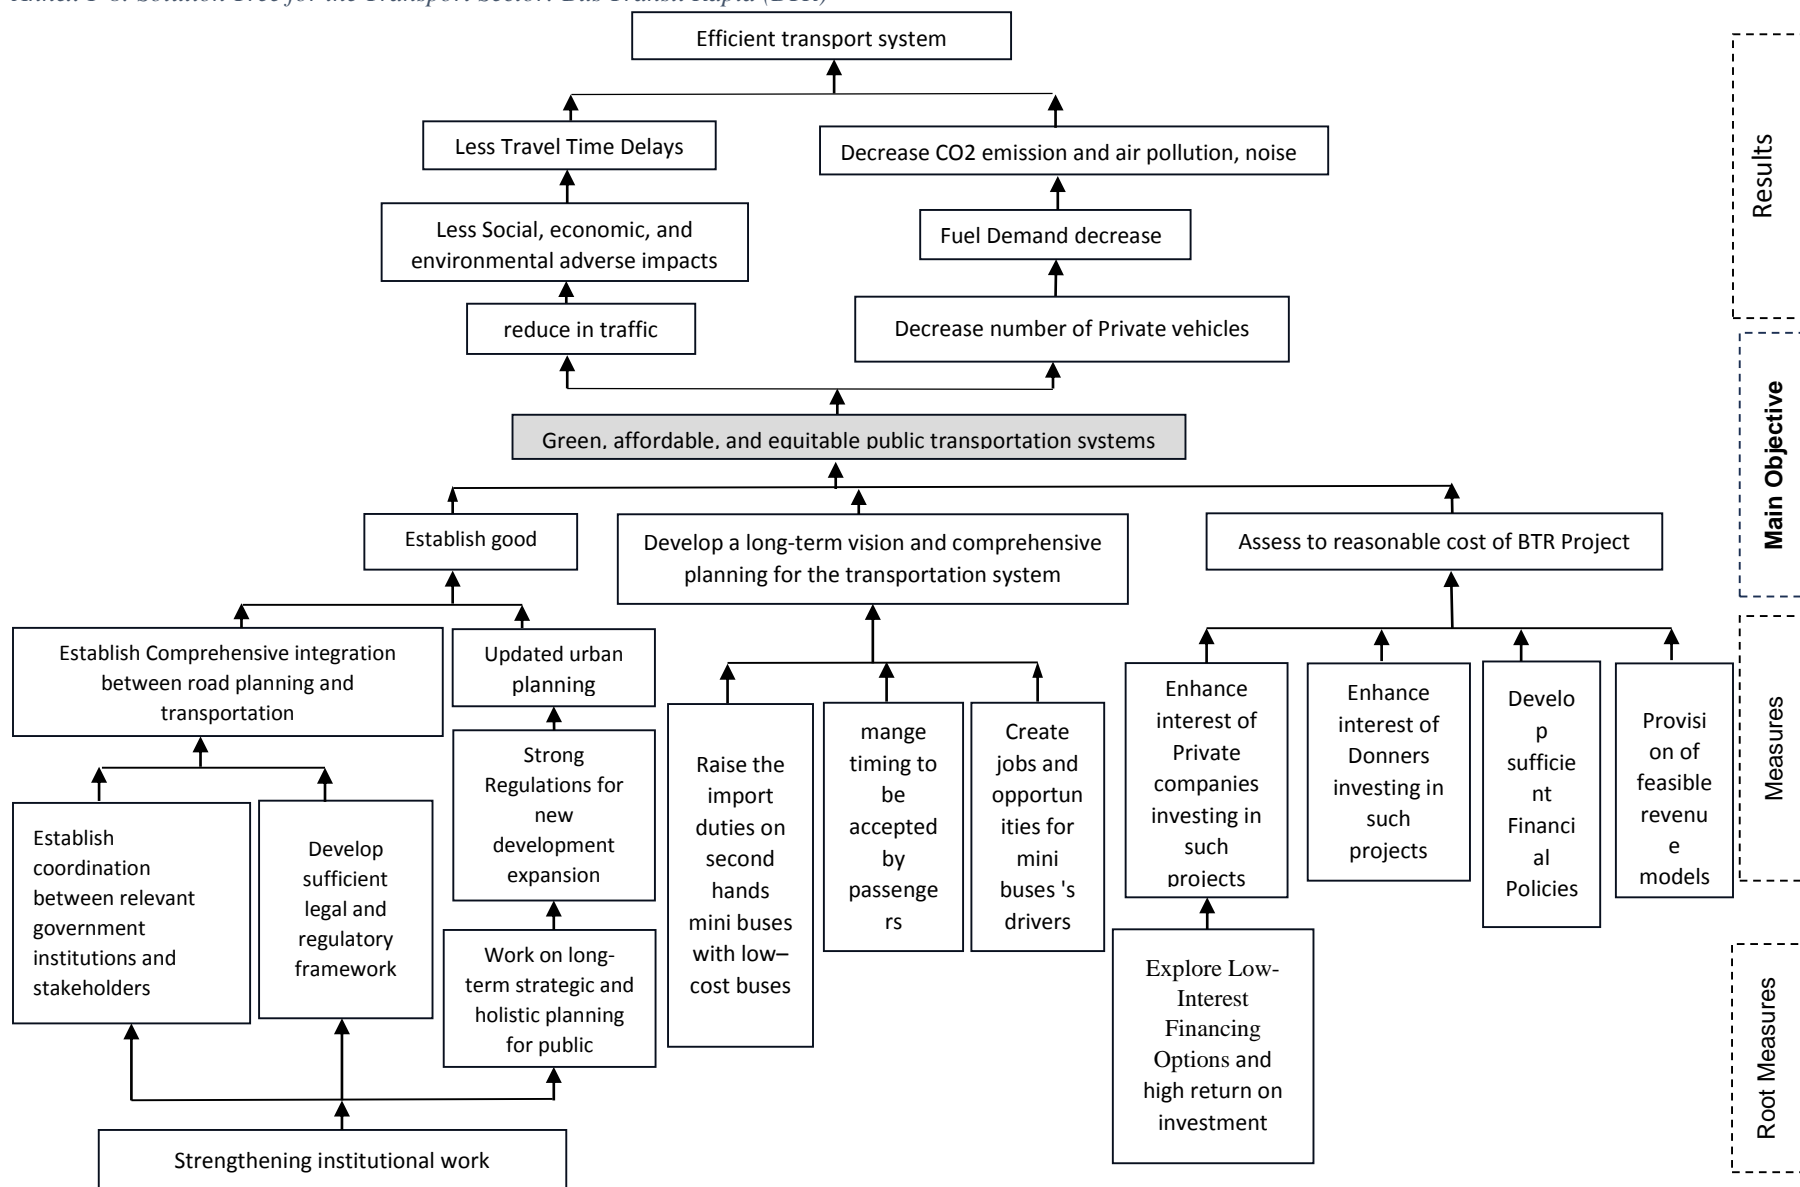 Efficient transport system
Less Travel Time Delays
Decrease CO2 emission and air pollution, noise
Less Social, economic, and
environmental adverse impacts
Fuel Demand decrease
reduce in traffic
Decrease number of Private vehicles
Results
Green, affordable, and equitable public transportation systems
Main Objective
Establish good
Develop a long-term vision and comprehensive
planning for the transportation system
Assess to reasonable cost of BTR Project
Establish Comprehensive integration
between road planning and
transportation
Updated urban
planning
Strong
Regulations for
new
development
expansion
Establish
coordination
between relevant
government
institutions and
stakeholders
Develop
sufficient
legal and
regulatory
framework
Work on long-
term strategic and
holistic planning
for public
Raise the
import
duties on
second
hands
mini buses
with low–
cost buses
mange
timing to
be
accepted
by
passenge
rs
Create
jobs and
opportun
ities for
mini
buses 's
drivers
Enhance
interest of
Private
companies
investing in
such
projects
Enhance
interest of
Donners
investing in
such
projects
Develo
p
sufficie
nt
Financi
al
Policies
Provisi
on of
feasible
revenu
e
models
Measures
Explore Low-
Interest
Financing
Options and
high return on
investment
Root Measures
Strengthening institutional work